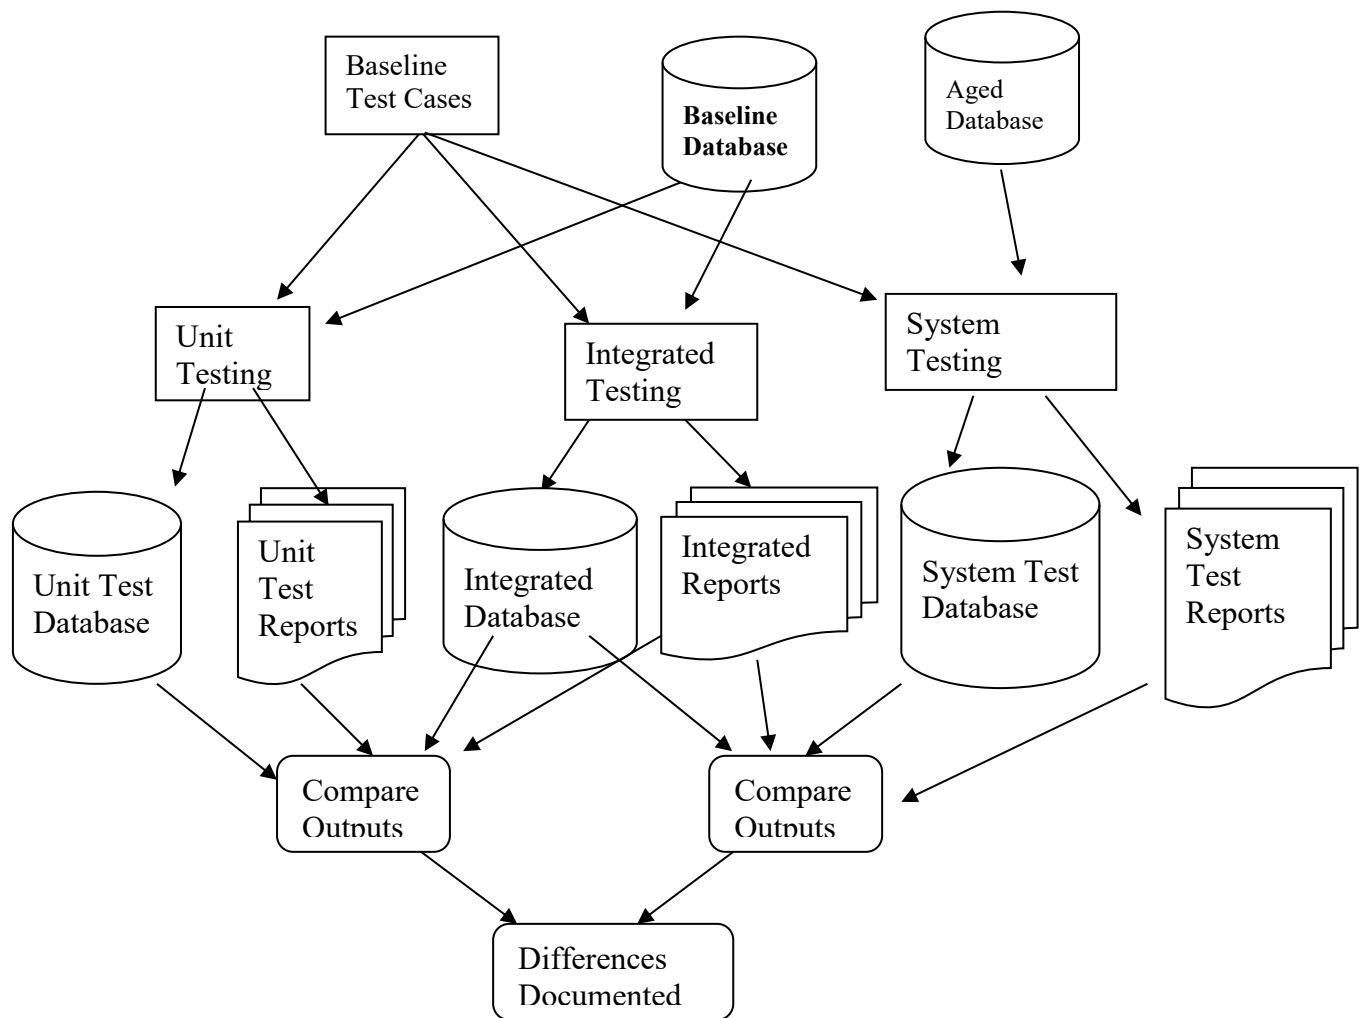 Baseline
Test Cases
Baseline
Database
Aged
Database
Unit
Testing
Integrated
Testing
System
Testing
Unit Test
Database
Unit
Test
Reports
Integrated
Database
Integrated
Reports
System Test
Database
System
Test
Reports
Compare
Outputs
Compare
Outputs
Differences
Documented